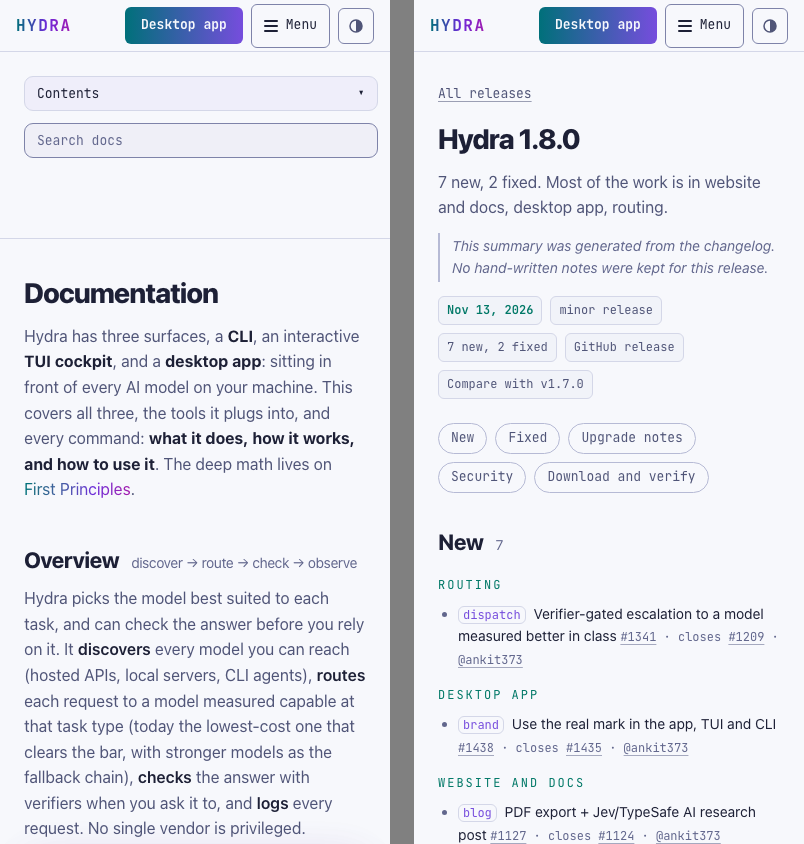 HYDRA
Desktop app
Menu
Contents
Search docs
Documentation
Hydra has three surfaces, a CLI, an interactive
TUI cockpit, and a desktop app: sitting in
front of every AI model on your machine. This
covers all three, the tools it plugs into, and
every command: what it does, how it works,
and how to use it. The deep math lives on
First Principles.
Overview discover → route → check → observe
Hydra picks the model best suited to each
task, and can check the answer before you rely
on it. It discovers every model you can reach
(hosted APIs, local servers, CLI agents), routes
each request to a model measured capable at
that task type (today the lowest-cost one that
clears the bar, with stronger models as the
fallback chain), checks the answer with
verifiers when you ask it to, and logs every
request. No single vendor is privileged.
HYDRA
Desktop app
Menu
All releases
Hydra 1.8.0
7 new, 2 fixed. Most of the work is in website
and docs, desktop app, routing.
This summary was generated from the changelog.
No hand-written notes were kept for this release.
Nov 13, 2026
minor release
7 new, 2 fixed
GitHub release
Compare with v1.7.0
New
Fixed
Upgrade notes
Security
Download and verify
New 7
ROUTING
dispatch Verifier-gated escalation to a model
measured better in class #1341 · closes #1209 ·
@ankit373
DESKTOP APP
brand Use the real mark in the app, TUI and CLI
#1438 · closes #1435 · @ankit373
WEBSITE AND DOCS
blog PDF export + Jev/TypeSafe AI research
post #1127 · closes #1124 · @ankit373